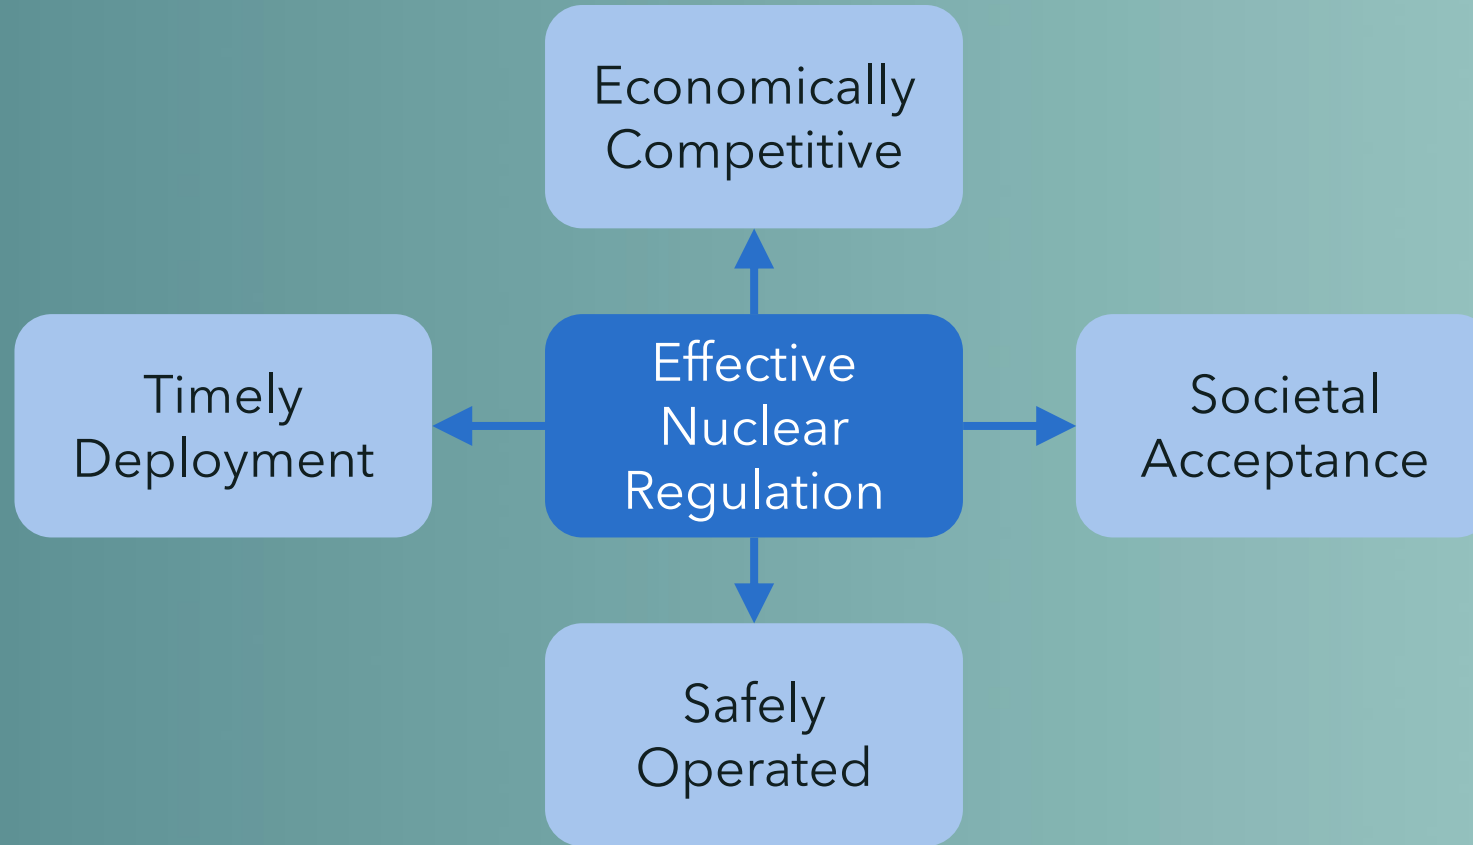 Economically
Competitive
Timely
Deployment
Effective
Nuclear
Regulation
Societal
Acceptance
Safely
Operated